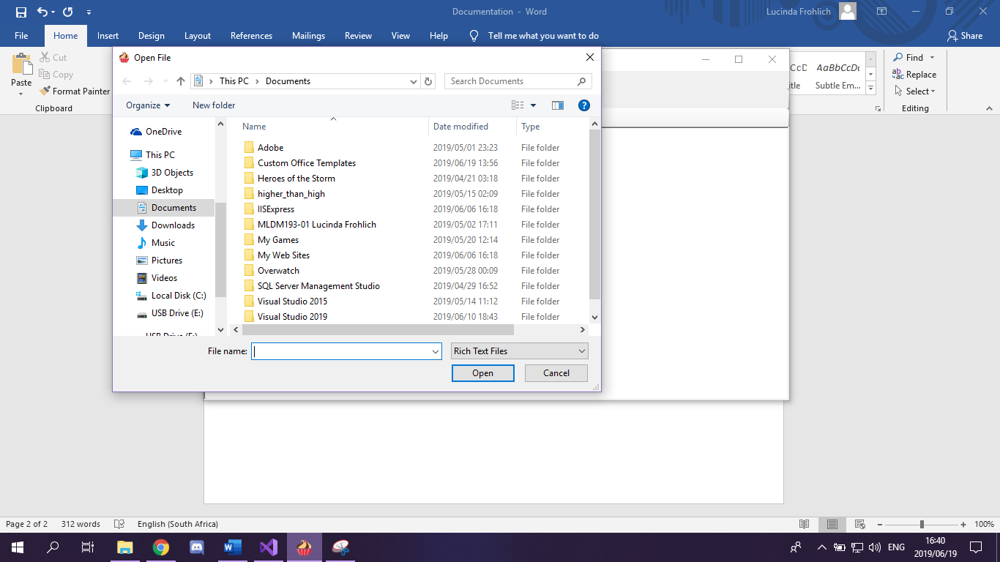 Documentation - Word
Lucinda Frohlich
File Home Insert Design Layout References Mailings Review View Help Tell me what you want to do Share
Paste
Cut
Copy
Format Painter
Clipboard
AaBbCcDc
Subtle Em...
Find
Replace
Select
Editing
Open File
This PC › Documents
Search Documents
Organize New folder
OneDrive
This PC
3D Objects
Desktop
Documents
Downloads
Music
Pictures
Videos
Local Disk (C:)
USB Drive (E:)
Name Date modified Type
Adobe 2019/05/01 23:23 File folder
Custom Office Templates 2019/06/19 13:56 File folder
Heroes of the Storm 2019/04/21 03:18 File folder
higher_than_high 2019/05/15 02:09 File folder
IISExpress 2019/06/06 16:18 File folder
MLDM193-01 Lucinda Frohlich 2019/05/02 17:11 File folder
My Games 2019/05/20 12:14 File folder
My Web Sites 2019/06/06 16:18 File folder
Overwatch 2019/05/28 00:09 File folder
SQL Server Management Studio 2019/04/29 16:52 File folder
Visual Studio 2015 2019/05/14 11:12 File folder
Visual Studio 2019 2019/06/10 18:43 File folder
File name: Rich Text Files
Open Cancel
Page 2 of 2 312 words English (South Africa) 100%
ENG
16:40
2019/06/19